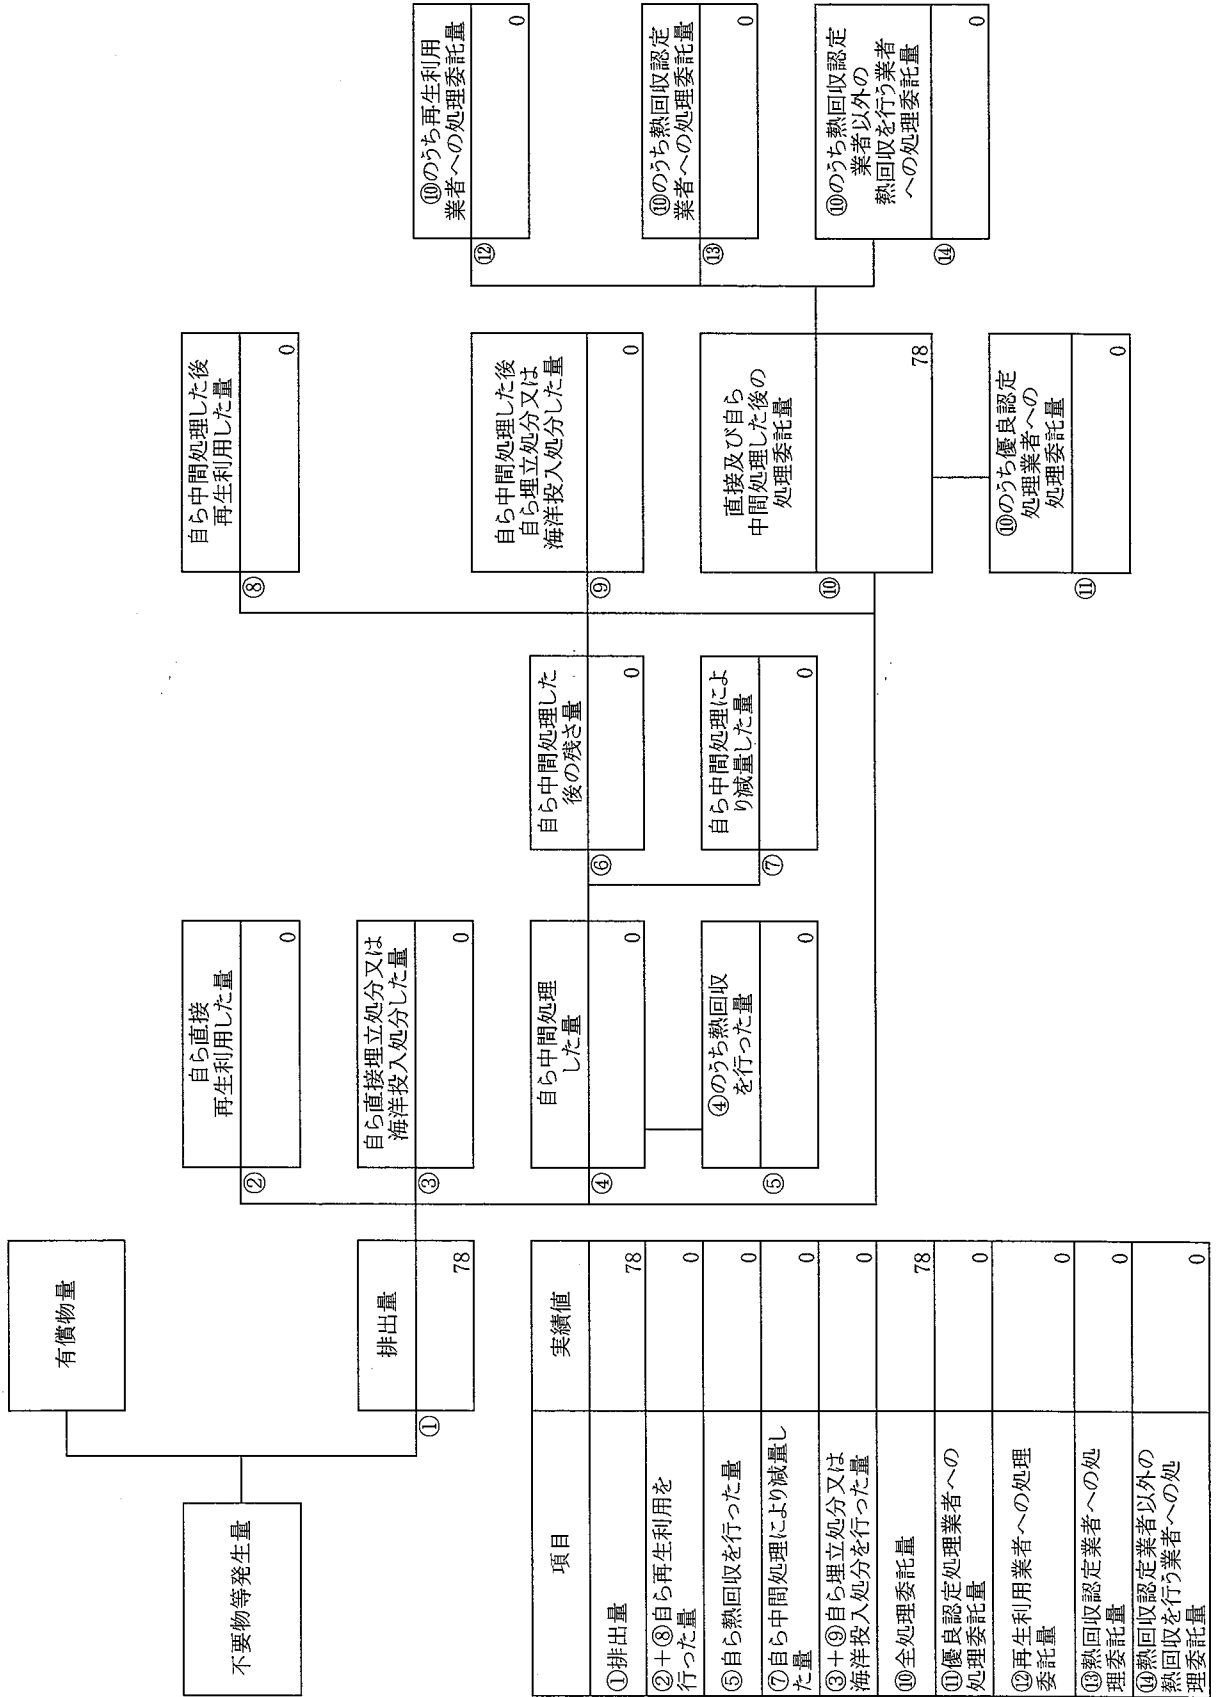 不要物等発生量
有償物量
①
排出量
78
②
自ら直接
再生利用した量
0
③
自ら直接埋立処分又は
海洋投入処分した量
0
④
自ら中間処理
した量
0
⑤
④のうち熱回収
を行った量
0
⑥
自ら中間処理した
後の残さ量
0
⑦
自ら中間処理によ
り減量した量
0
⑧
自ら中間処理した後
再生利用した量
0
⑨
自ら中間処理した後
自ら埋立処分又は
海洋投入処分した量
0
⑩
直接及び自ら
中間処理した後の
処理委託量
78
⑪
⑩のうち優良認定
処理業者への
処理委託量
0
⑫
⑩のうち再生利用
業者への処理委託量
0
⑬
⑩のうち熱回収認定
業者への処理委託量
0
⑭
⑩のうち熱回収認定
業者以外の
熱回収を行う業者
への処理委託量
0
項目 実績値
①排出量 78
②＋⑧自ら再生利用を
行った量 0
⑤自ら熱回収を行った量 0
⑦自ら中間処理により減量し
た量 0
③＋⑨自ら埋立処分又は
海洋投入処分を行った量 0
⑩全処理委託量 78
⑪優良認定処理業者への
処理委託量 0
⑫再生利用業者への処理
委託量 0
⑬熱回収認定業者への処
理委託量 0
⑭熱回収認定業者以外の
熱回収を行う業者への処
理委託量 0